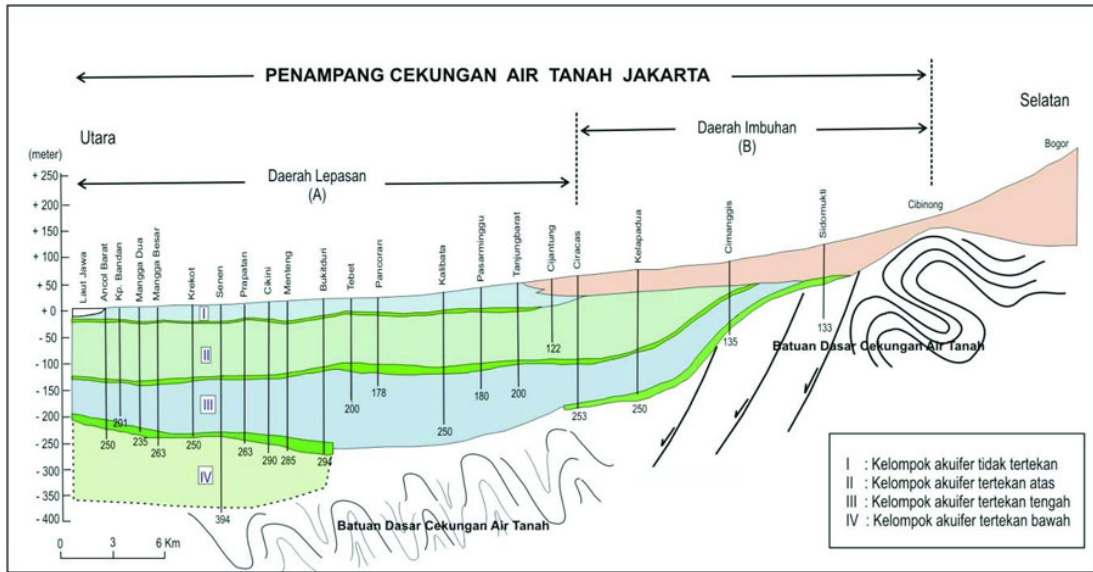 PENAMPANG CEKUNGAN AIR TANAH JAKARTA
Utara
Selatan
Daerah Lepasan
(A)
Daerah Imbuhan
(B)
Bogor
Cibinong
(meter)
+ 250
+ 200
+ 150
+ 100
+ 50
+ 0
- 50
- 100
- 150
- 200
- 250
- 300
- 350
- 400
Laut Jawa
Ancol Barat
Kp. Bandan
Mangga Dua
Mangga Besar
Krekot
Senen
Prapatan
Cikini
Menteng
Bukitduri
Tebet
Pancoran
Kalibata
Pasarminggu
Tanjungbarat
Cijantung
Ciracas
Kelapadua
Cimanggis
Sidomukti
I
II
III
IV
250
201
235
263
250
394
263
290
285
294
200
178
250
180
200
122
253
250
135
133
Batuan Dasar Cekungan Air Tanah
Batuan Dasar Cekungan Air Tanah
0 3 6 Km
I : Kelompok akuifer tidak tertekan
II : Kelompok akuifer tertekan atas
III : Kelompok akuifer tertekan tengah
IV : Kelompok akuifer tertekan bawah